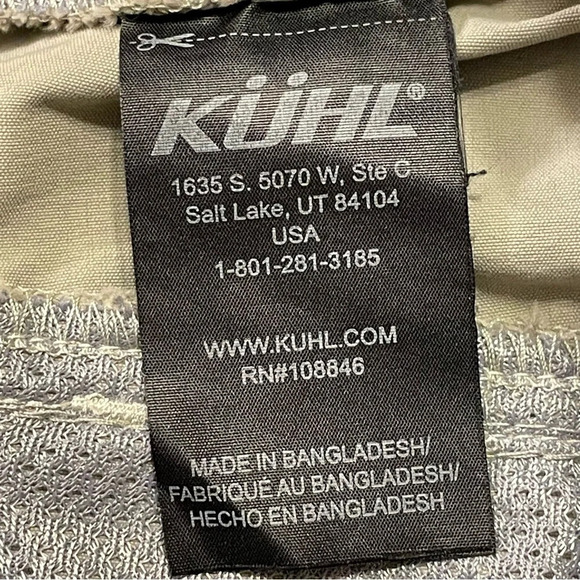 KÜHL®
1635 S. 5070 W, Ste C
Salt Lake, UT 84104
USA
1-801-281-3185
WWW.KUHL.COM
RN#108846
MADE IN BANGLADESH/
FABRIQUÉ AU BANGLADESH/
HECHO EN BANGLADESH